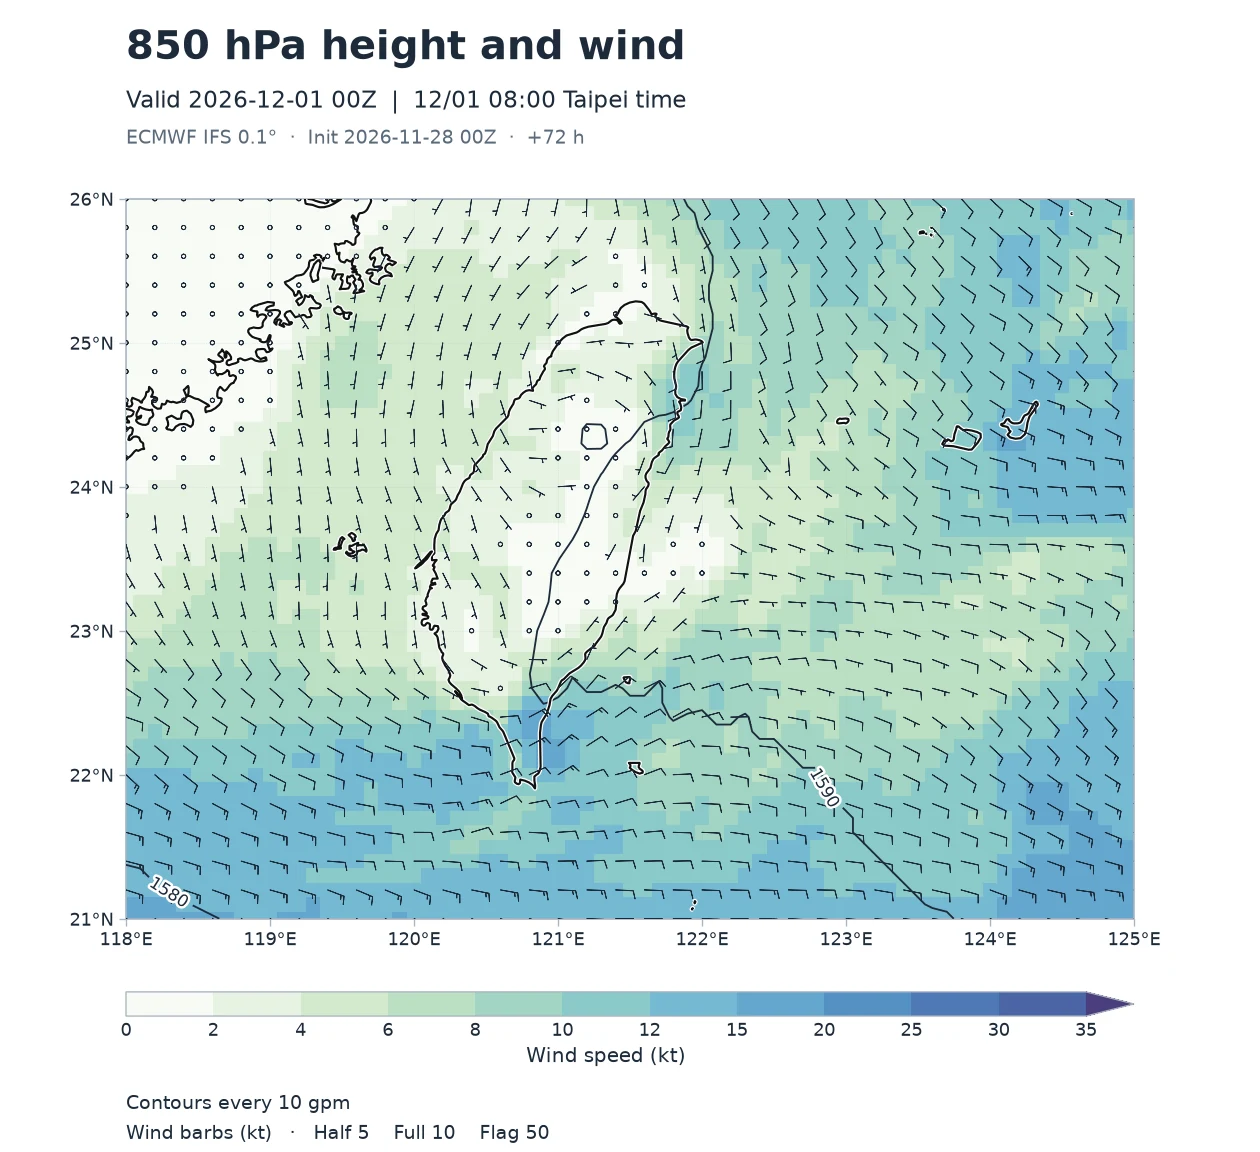 850 hPa height and wind
Valid 2026-12-01 00Z | 12/01 08:00 Taipei time
ECMWF IFS 0.1° · Init 2026-11-28 00Z · +72 h
26°N
25°N
24°N
23°N
22°N
21°N
1590
1580
118°E 119°E 120°E 121°E 122°E 123°E 124°E 125°E
0 2 4 6 8 10 12 15 20 25 30 35
Wind speed (kt)
Contours every 10 gpm
Wind barbs (kt) · Half 5 Full 10 Flag 50